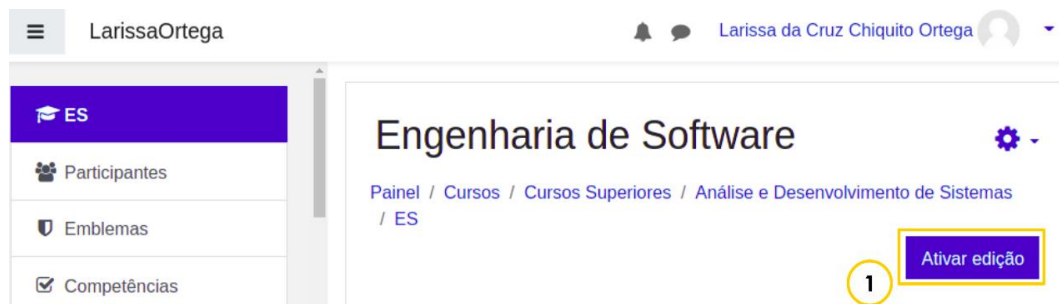 LarissaOrtega
Larissa da Cruz Chiquito Ortega
ES
Participantes
Emblemas
Competências
Engenharia de Software
Painel / Cursos / Cursos Superiores / Análise e Desenvolvimento de Sistemas
/ ES
Ativar edição
1